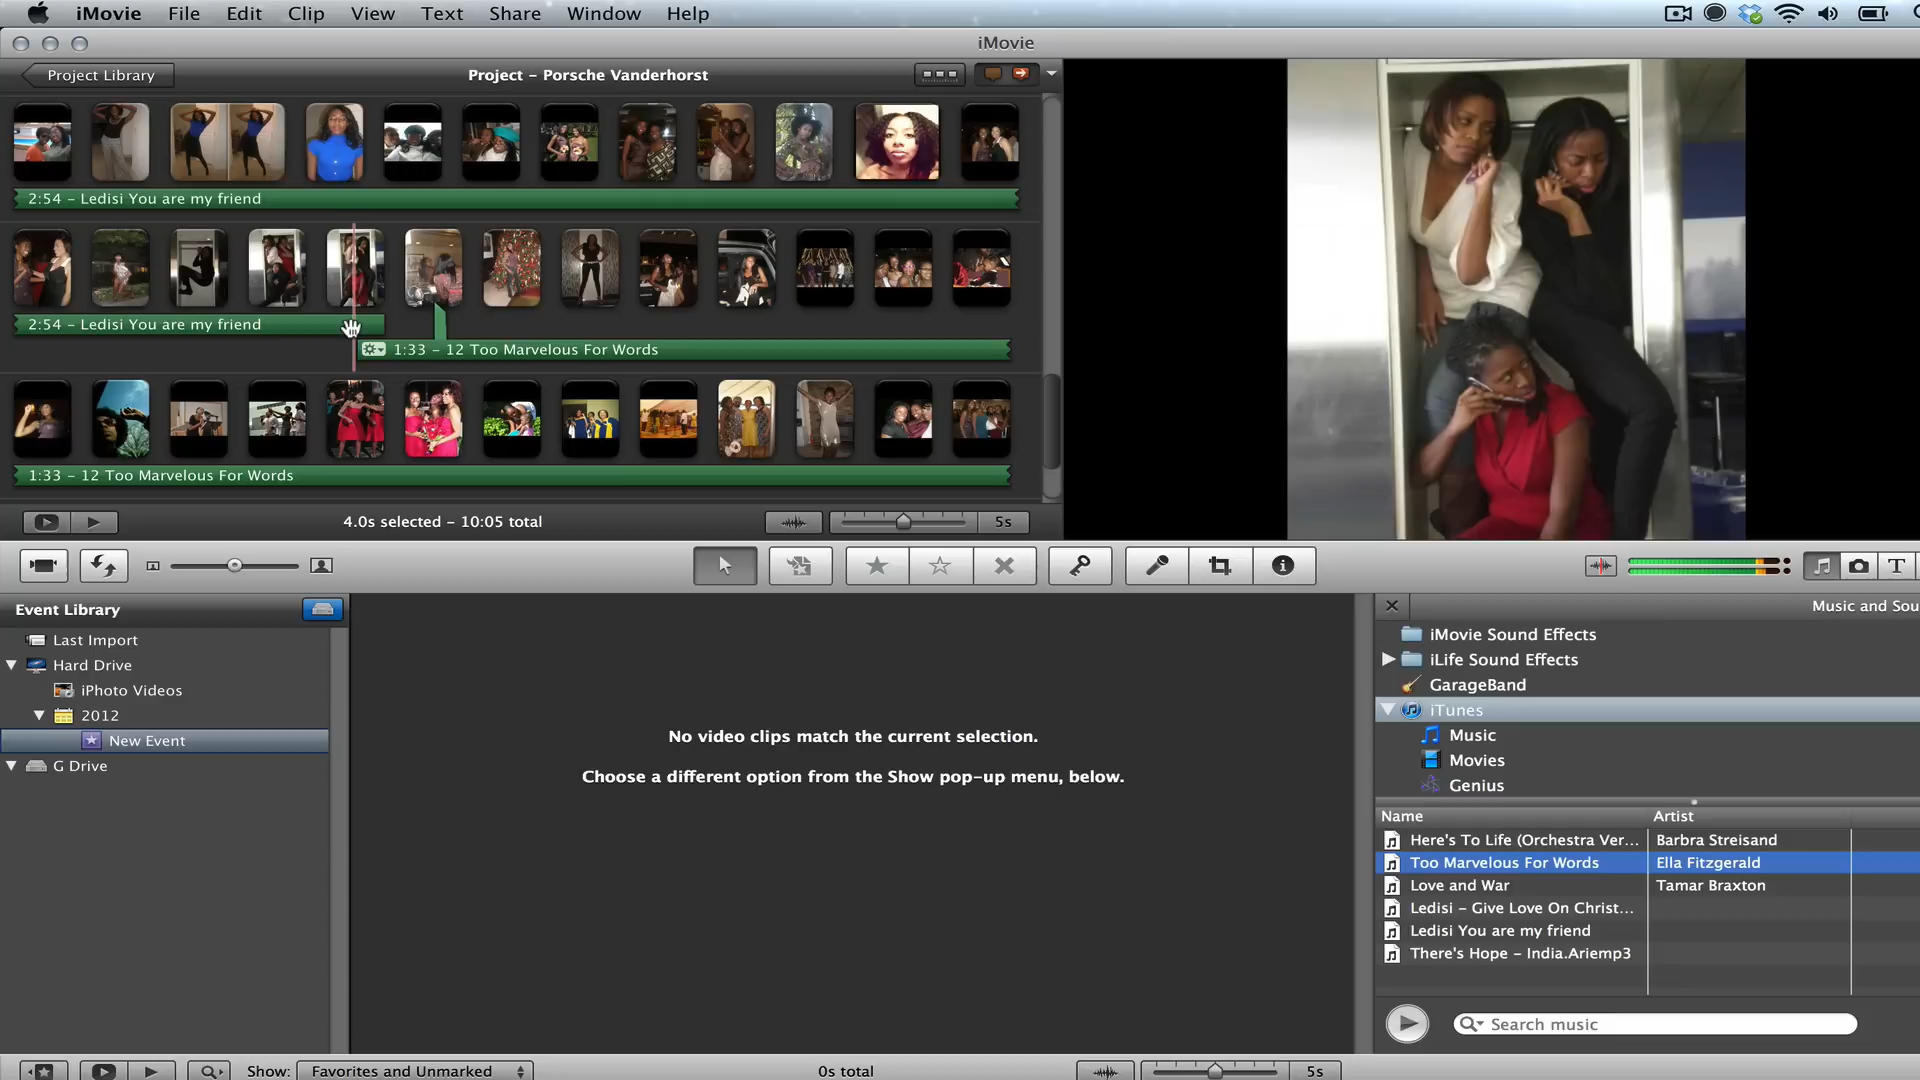 iMovie File Edit Clip View Text Share Window Help
iMovie
Project Library
Project – Porsche Vanderhorst
2:54 – Ledisi You are my friend
2:54 – Ledisi You are my friend
1:33 – 12 Too Marvelous For Words
1:33 – 12 Too Marvelous For Words
4.0s selected – 10:05 total
5s
Event Library
Last Import
Hard Drive
iPhoto Videos
2012
New Event
G Drive
No video clips match the current selection.
Choose a different option from the Show pop-up menu, below.
T
Music and Sou
iMovie Sound Effects
iLife Sound Effects
GarageBand
iTunes
Music
Movies
Genius
Name Artist
Here's To Life (Orchestra Ver... Barbra Streisand
Too Marvelous For Words Ella Fitzgerald
Love and War Tamar Braxton
Ledisi – Give Love On Christ...
Ledisi You are my friend
There's Hope – India.Ariemp3
Search music
Show: Favorites and Unmarked
0s total
5s